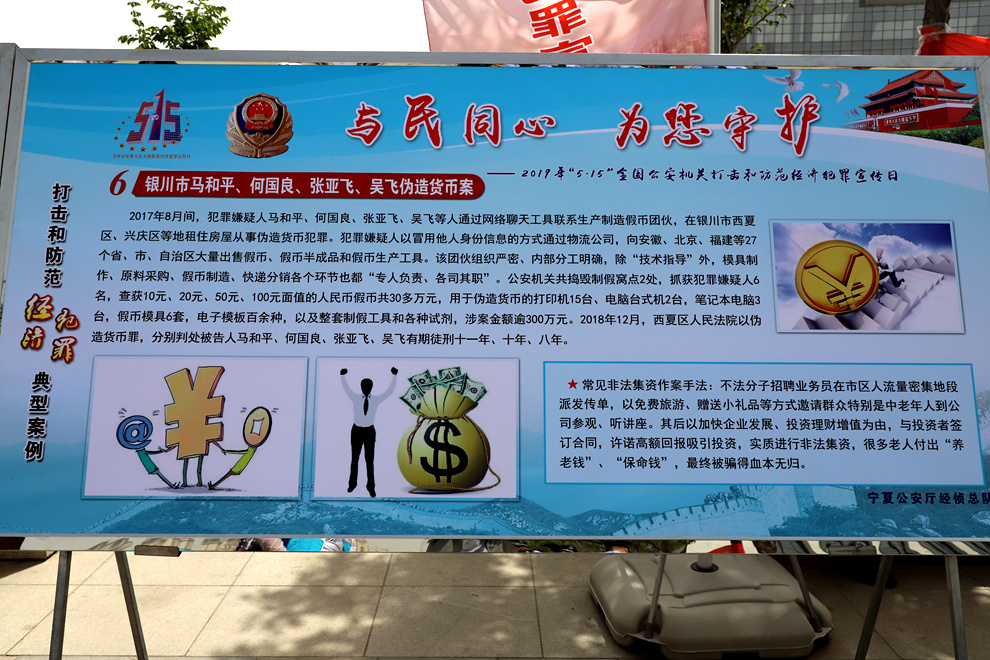 罪宣
515
与民同心 为您守护
—— 2019年“5·15”全国公安机关打击和防范经济犯罪宣传日
打击和防范
经济
犯罪
典型案例
6 银川市马和平、何国良、张亚飞、吴飞伪造货币案
2017年8月间，犯罪嫌疑人马和平、何国良、张亚飞、吴飞等人通过网络聊天工具联系生产制造假币团伙，在银川市西夏
区、兴庆区等地租住房屋从事伪造货币犯罪。犯罪嫌疑人以冒用他人身份信息的方式通过物流公司，向安徽、北京、福建等27
个省、市、自治区大量出售假币、假币半成品和假币生产工具。该团伙组织严密、内部分工明确，除“技术指导”外，模具制
作、原料采购、假币制造、快递分销各个环节也都“专人负责、各司其职”。公安机关共捣毁制假窝点2处，抓获犯罪嫌疑人6
名，查获10元、20元、50元、100元面值的人民币假币共30多万元，用于伪造货币的打印机15台、电脑台式机2台，笔记本电脑3
台，假币模具6套，电子模板百余种，以及整套制假工具和各种试剂，涉案金额逾300万元。2018年12月，西夏区人民法院以伪
造货币罪，分别判处被告人马和平、何国良、张亚飞、吴飞有期徒刑十一年、十年、八年。
@ ¥
$
★常见非法集资作案手法：不法分子招聘业务员在市区人流量密集地段
派发传单，以免费旅游、赠送小礼品等方式邀请群众特别是中老年人到公
司参观、听讲座。其后以加快企业发展、投资理财增值为由，与投资者签
订合同，许诺高额回报吸引投资，实质进行非法集资，很多老人付出“养
老钱”、“保命钱”，最终被骗得血本无归。
宁夏公安厅经侦总队